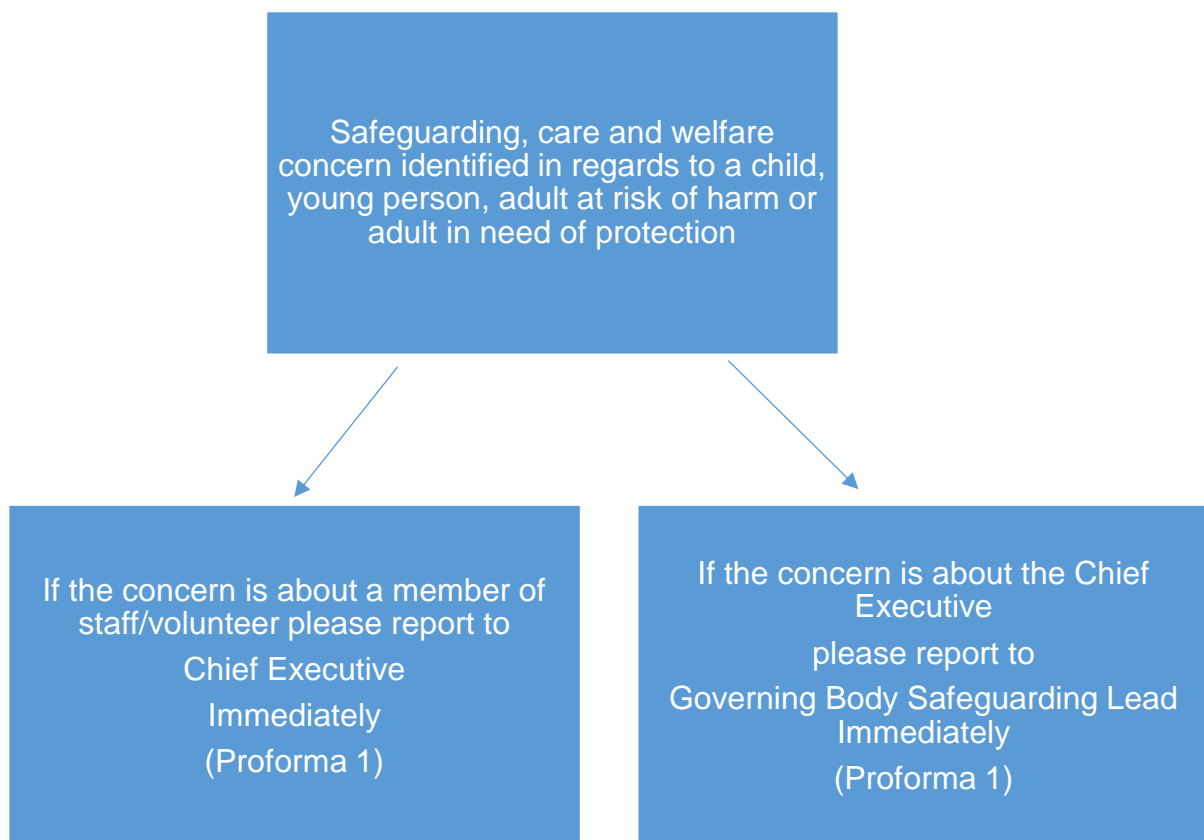 Safeguarding, care and welfare
concern identified in regards to a child,
young person, adult at risk of harm or
adult in need of protection
If the concern is about a member of
staff/volunteer please report to
Chief Executive
Immediately
(Proforma 1)
If the concern is about the Chief
Executive
please report to
Governing Body Safeguarding Lead
Immediately
(Proforma 1)